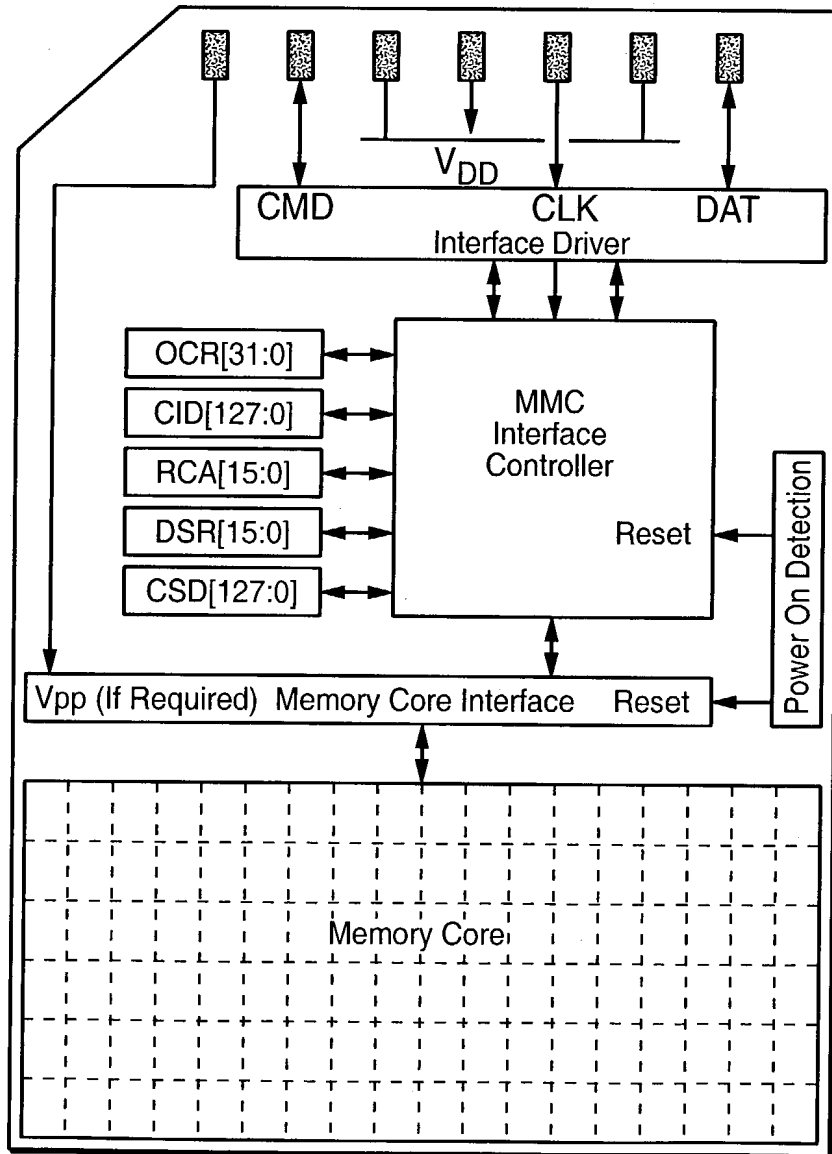 V_DD
CMD CLK DAT
Interface Driver
OCR[31:0]
CID[127:0]
RCA[15:0]
DSR[15:0]
CSD[127:0]
MMC
Interface
Controller
Reset
Power On Detection
Vpp (If Required) Memory Core Interface Reset
Memory Core